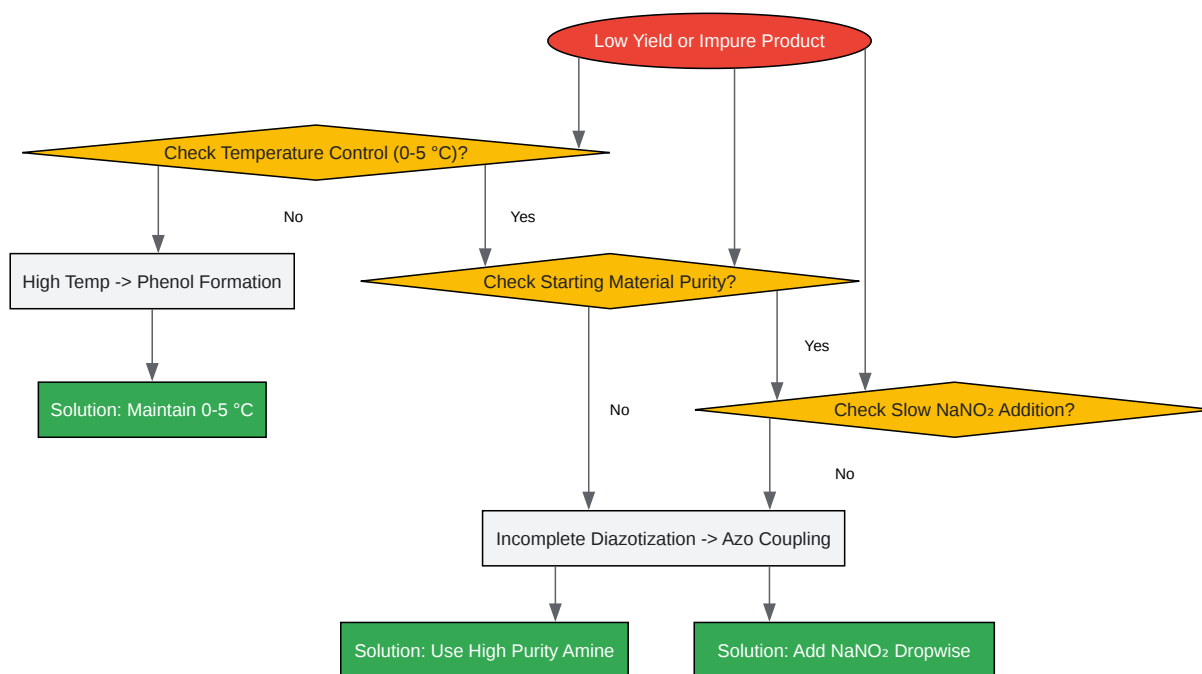 Low Yield or Impure Product
Check Temperature Control (0-5 °C)?
No
Yes
High Temp -> Phenol Formation
Check Starting Material Purity?
Yes
Solution: Maintain 0-5 °C
No
Check Slow NaNO₂ Addition?
No
Incomplete Diazotization -> Azo Coupling
Solution: Use High Purity Amine
Solution: Add NaNO₂ Dropwise